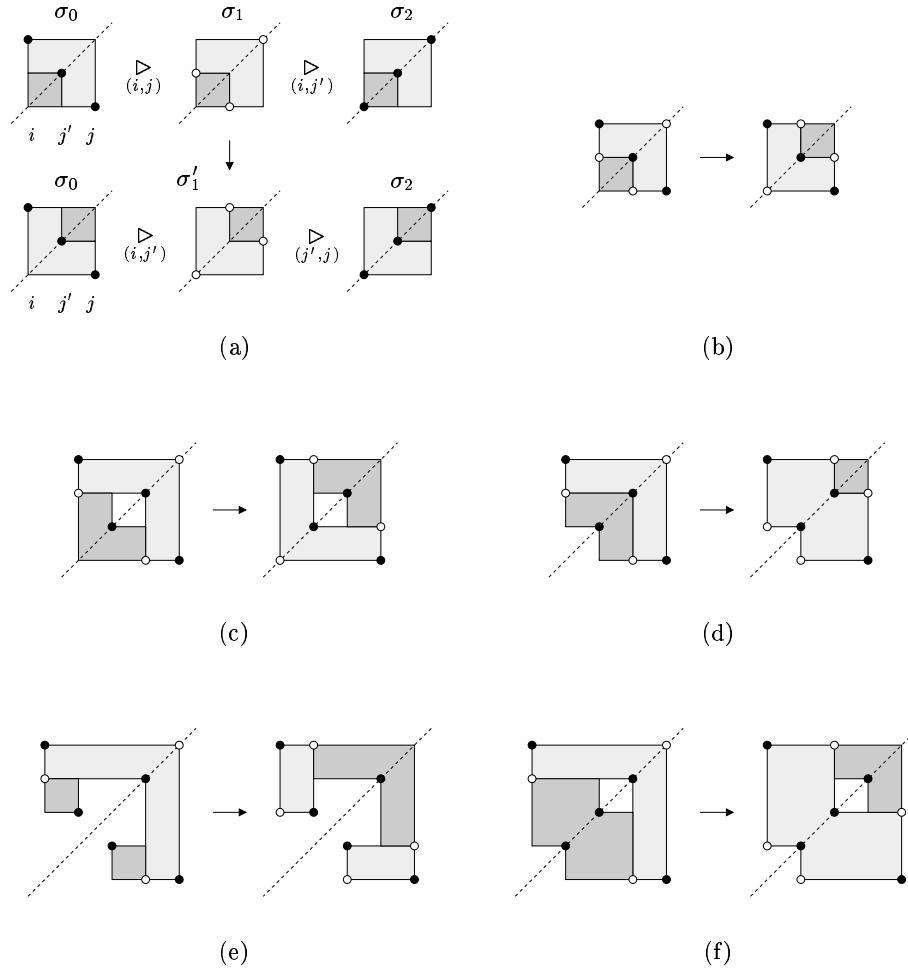 σ₀ σ₁ σ₂
▷ ▷
(i,j) (i,j′)
i j′ j
σ₀ σ₁′ σ₂
▷ ▷
(i,j′) (j′,j)
i j′ j
(a) (b)
(c) (d)
(e) (f)